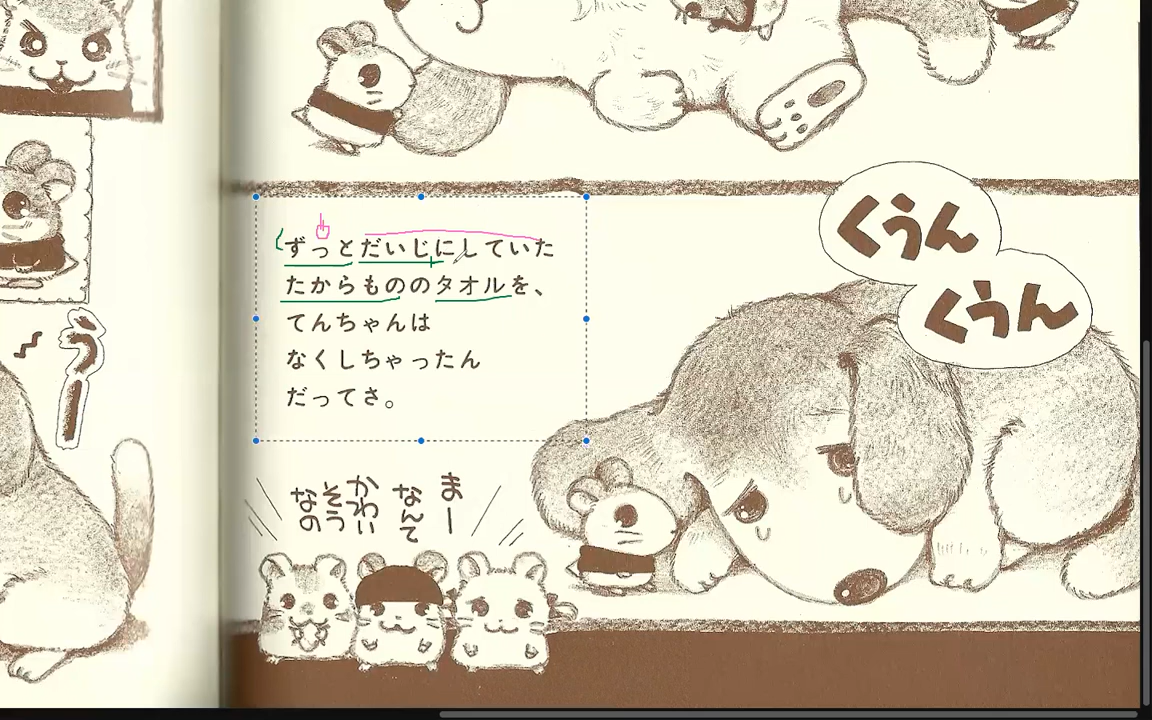 くうん
くうん
ずっとだいじにしていた
たからもののタオルを、
てんちゃんは
なくしちゃったん
だってさ。
まー
なんて
かわい
そう
なの
うー